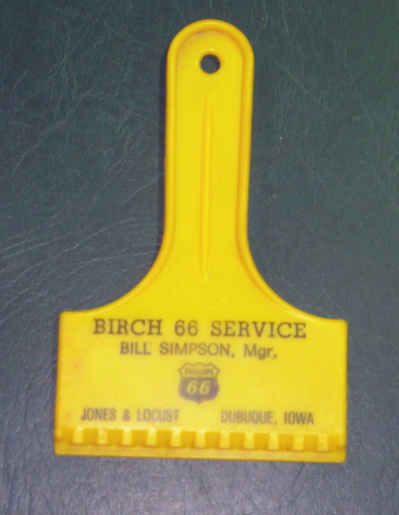 BIRCH 66 SERVICE
BILL SIMPSON, Mgr.
PHILLIPS
66
JONES & LOCUST DUBUQUE, IOWA